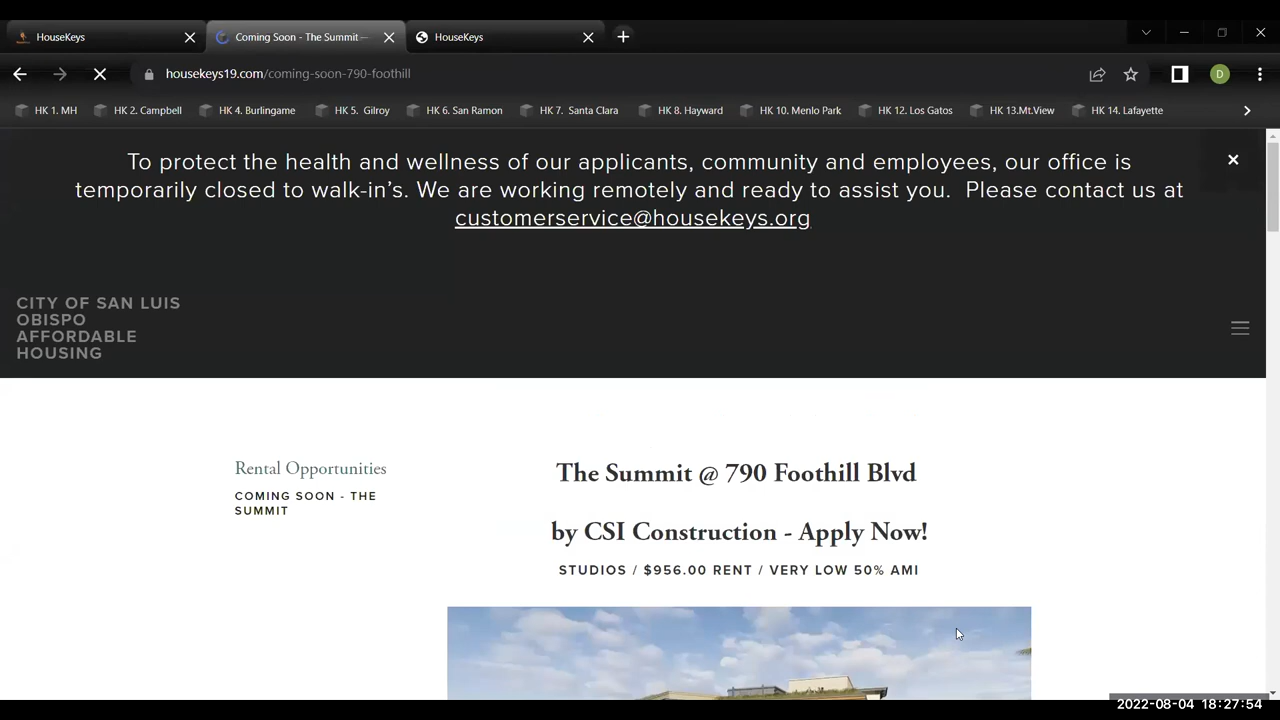 HouseKeys
Coming Soon - The Summit —
HouseKeys
housekeys19.com/coming-soon-790-foothill
D
HK 1. MH
HK 2. Campbell
HK 4. Burlingame
HK 5. Gilroy
HK 6. San Ramon
HK 7. Santa Clara
HK 8. Hayward
HK 10. Menlo Park
HK 12. Los Gatos
HK 13.Mt.View
HK 14. Lafayette
To protect the health and wellness of our applicants, community and employees, our office is
temporarily closed to walk-in's. We are working remotely and ready to assist you. Please contact us at
customerservice@housekeys.org
CITY OF SAN LUIS
OBISPO
AFFORDABLE
HOUSING
Rental Opportunities
COMING SOON - THE
SUMMIT
The Summit @ 790 Foothill Blvd
by CSI Construction - Apply Now!
STUDIOS / $956.00 RENT / VERY LOW 50% AMI
2022-08-04 18:27:54